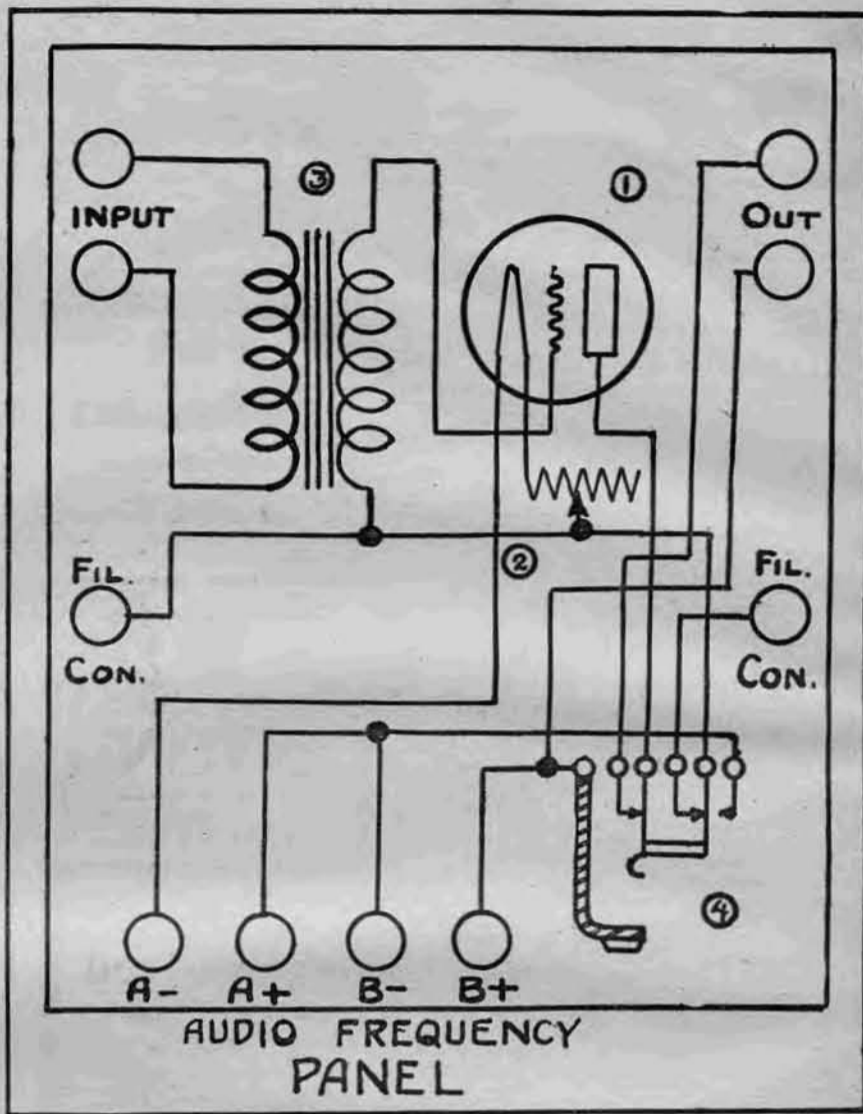 ③
①
INPUT
OUT
②
FIL.
CON.
FIL.
CON.
④
A-
A+
B-
B+
AUDIO FREQUENCY
PANEL